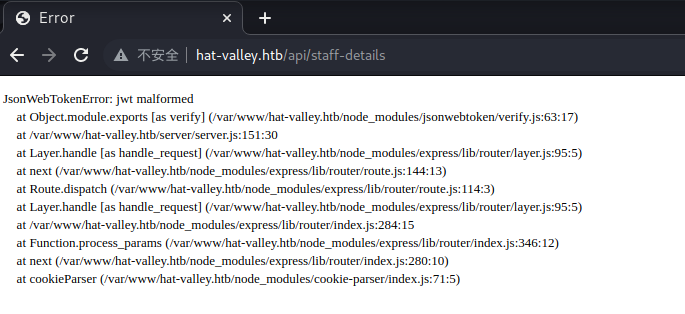 Error
不安全
hat-valley.htb/api/staff-details
JsonWebTokenError: jwt malformed
at Object.module.exports [as verify] (/var/www/hat-valley.htb/node_modules/jsonwebtoken/verify.js:63:17)
at /var/www/hat-valley.htb/server/server.js:151:30
at Layer.handle [as handle_request] (/var/www/hat-valley.htb/node_modules/express/lib/router/layer.js:95:5)
at next (/var/www/hat-valley.htb/node_modules/express/lib/router/route.js:144:13)
at Route.dispatch (/var/www/hat-valley.htb/node_modules/express/lib/router/route.js:114:3)
at Layer.handle [as handle_request] (/var/www/hat-valley.htb/node_modules/express/lib/router/layer.js:95:5)
at /var/www/hat-valley.htb/node_modules/express/lib/router/index.js:284:15
at Function.process_params (/var/www/hat-valley.htb/node_modules/express/lib/router/index.js:346:12)
at next (/var/www/hat-valley.htb/node_modules/express/lib/router/index.js:280:10)
at cookieParser (/var/www/hat-valley.htb/node_modules/cookie-parser/index.js:71:5)